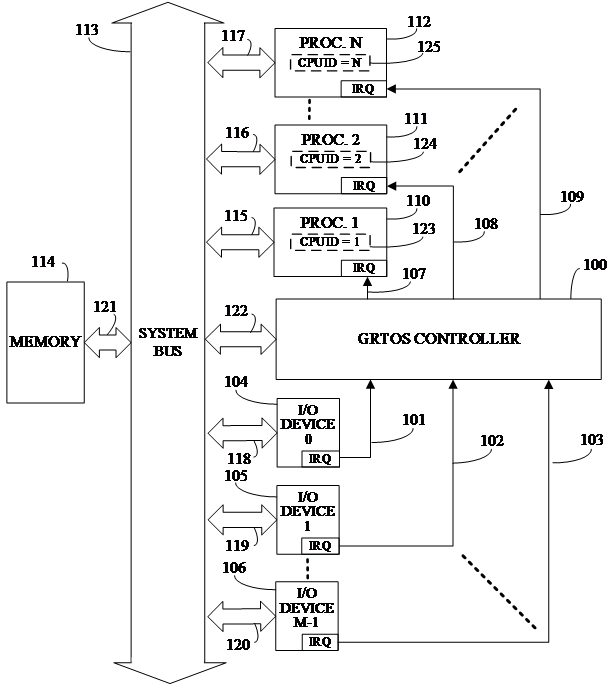 113
117
PROC. N
CPUID = N
IRQ
112
125
116
PROC. 2
CPUID = 2
IRQ
111
124
115
PROC. 1
CPUID = 1
IRQ
110
123
107
108
109
100
114
MEMORY
121
SYSTEM
BUS
122
GRTOS CONTROLLER
104
I/O
DEVICE
0
IRQ
118
101
102
103
105
I/O
DEVICE
1
IRQ
119
106
I/O
DEVICE
M-1
IRQ
120